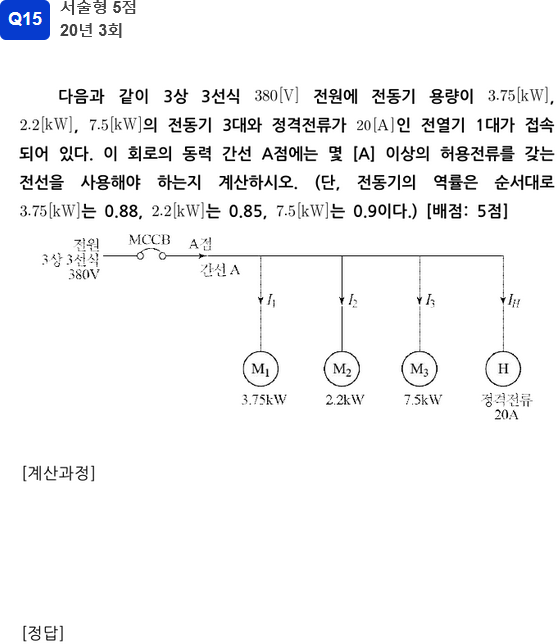 Q15
서술형 5점
20년 3회
다음과 같이 3상 3선식 380[V] 전원에 전동기 용량이 3.75[kW],
2.2[kW], 7.5[kW]의 전동기 3대와 정격전류가 20[A]인 전열기 1대가 접속
되어 있다. 이 회로의 동력 간선 A점에는 몇 [A] 이상의 허용전류를 갖는
전선을 사용해야 하는지 계산하시오. (단, 전동기의 역률은 순서대로
3.75[kW]는 0.88, 2.2[kW]는 0.85, 7.5[kW]는 0.9이다.) [배점: 5점]
전원
3상 3선식
380V
MCCB
A점
간선 A
I1
I2
I3
IH
M1
M2
M3
H
3.75kW
2.2kW
7.5kW
정격전류
20A
[계산과정]
[정답]